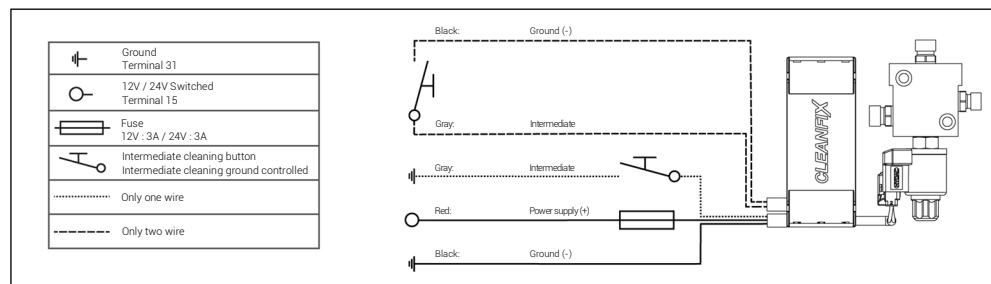 Ground
Terminal 31
12V / 24V Switched
Terminal 15
Fuse
12V : 3A / 24V : 3A
Intermediate cleaning button
Intermediate cleaning ground controlled
Only one wire
Only two wire
Black: Ground (-)
Gray: Intermediate
Gray: Intermediate
Red: Power supply (+)
Black: Ground (-)
CLEANFIX